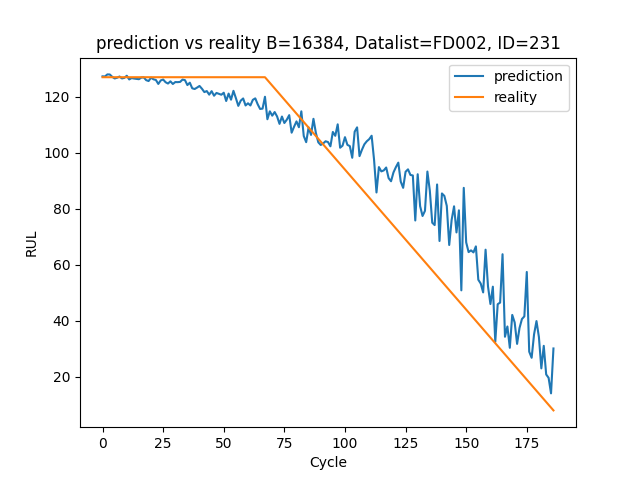 prediction vs reality B=16384, Datalist=FD002, ID=231
prediction
reality
RUL
120
100
80
60
40
20
0 25 50 75 100 125 150 175
Cycle